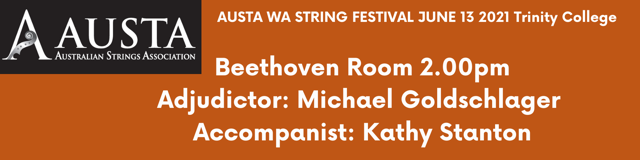 AUSTA
AUSTRALIAN STRINGS ASSOCIATION
AUSTA WA STRING FESTIVAL JUNE 13 2021 Trinity College
Beethoven Room 2.00pm
Adjudictor: Michael Goldschlager
Accompanist: Kathy Stanton